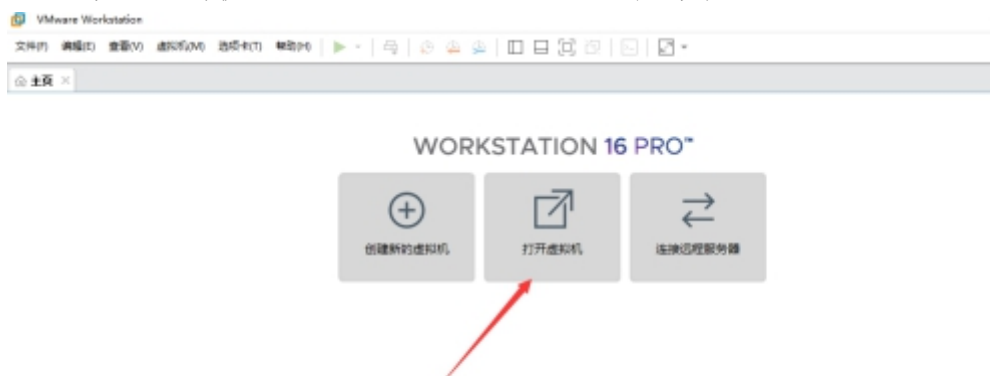 VMware Workstation
文件(F) 编辑(E) 查看(V) 虚拟机(M) 选项卡(T) 帮助(H)
主页
WORKSTATION 16 PRO™
创建新的虚拟机 打开虚拟机 连接远程服务器